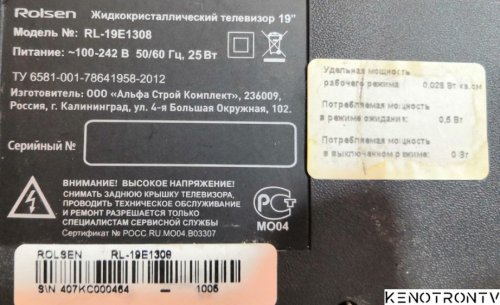 Rolsen Жидкокристаллический телевизор 19"
Модель №: RL-19E1308
Питание: ~100-242 В 50/60 Гц, 25 Вт
ТУ 6581-001-78641958-2012
Изготовитель: ООО «Альфа Строй Комплект», 236009,
Россия, г. Калининград, ул. 4-я Большая Окружная, 102.
Серийный №:
ВНИМАНИЕ! ВЫСОКОЕ НАПРЯЖЕНИЕ!
СНИМАТЬ ЗАДНЮЮ КРЫШКУ ТЕЛЕВИЗОРА,
ПРОВОДИТЬ ТЕХНИЧЕСКОЕ ОБСЛУЖИВАНИЕ
И РЕМОНТ РАЗРЕШАЕТСЯ ТОЛЬКО
СПЕЦИАЛИСТАМ СЕРВИСНОЙ СЛУЖБЫ
Сертификат № РОСС RU.МО04.В03307
РСТ
МО04
ROLSEN RL-19E1308
S\N 407KC000464 — 1005
Удельная мощность
рабочего режима 0,028 Вт кв.см
Потребляемая мощность
в режиме ожидания: 0,5 Вт
Потребляемая мощность
в выключенном режиме: 0 Вт
KENOTRONTV